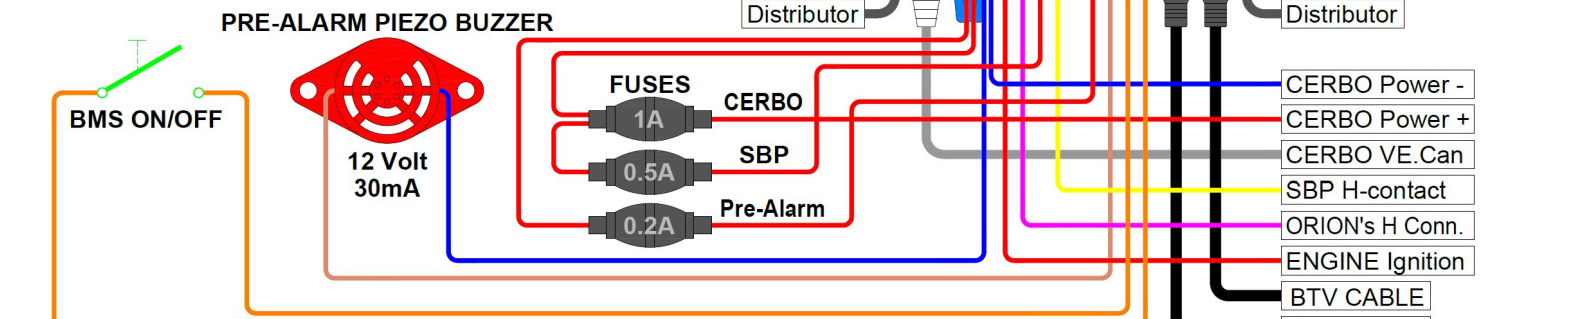 Distributor
Distributor
PRE-ALARM PIEZO BUZZER
BMS ON/OFF
12 Volt
30mA
FUSES
1A
CERBO
0.5A
SBP
0.2A
Pre-Alarm
CERBO Power -
CERBO Power +
CERBO VE.Can
SBP H-contact
ORION's H Conn.
ENGINE Ignition
BTV CABLE